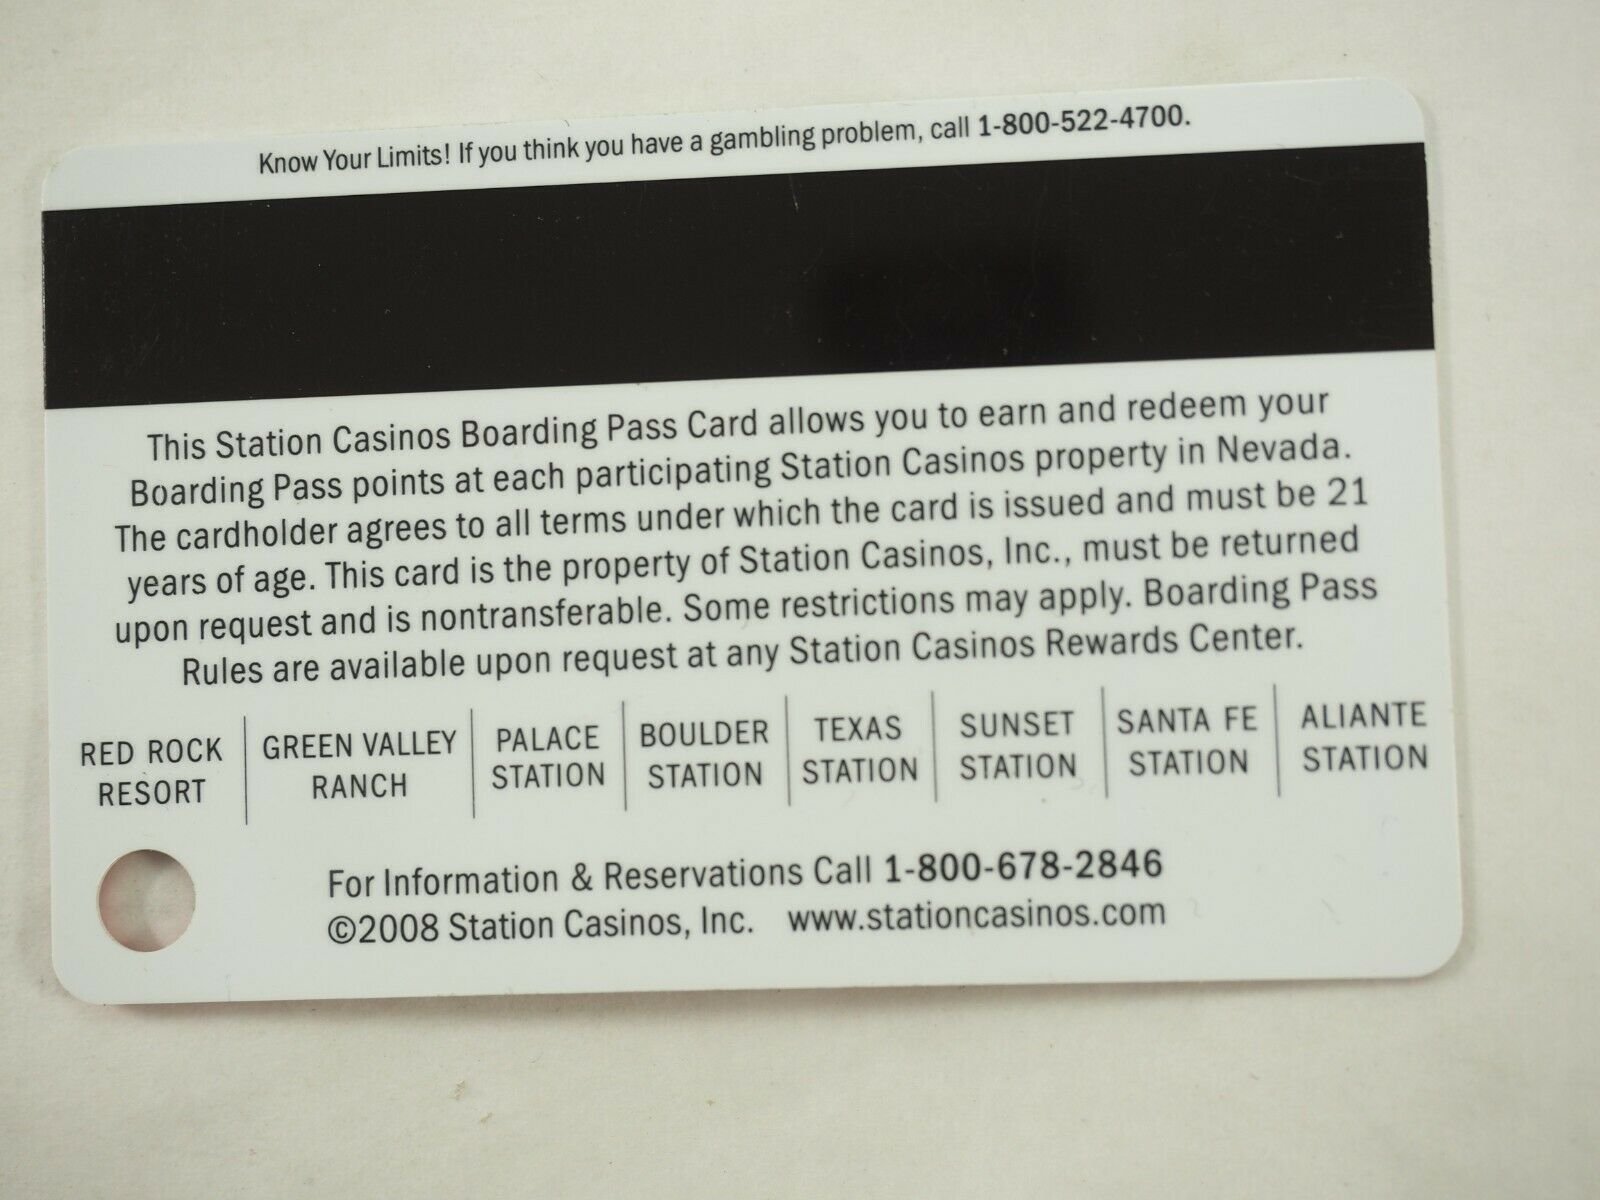 Know Your Limits! If you think you have a gambling problem, call 1-800-522-4700.
This Station Casinos Boarding Pass Card allows you to earn and redeem your
Boarding Pass points at each participating Station Casinos property in Nevada.
The cardholder agrees to all terms under which the card is issued and must be 21
years of age. This card is the property of Station Casinos, Inc., must be returned
upon request and is nontransferable. Some restrictions may apply. Boarding Pass
Rules are available upon request at any Station Casinos Rewards Center.
RED ROCK
RESORT
GREEN VALLEY
RANCH
PALACE
STATION
BOULDER
STATION
TEXAS
STATION
SUNSET
STATION
SANTA FE
STATION
ALIANTE
STATION
For Information & Reservations Call 1-800-678-2846
©2008 Station Casinos, Inc. www.stationcasinos.com